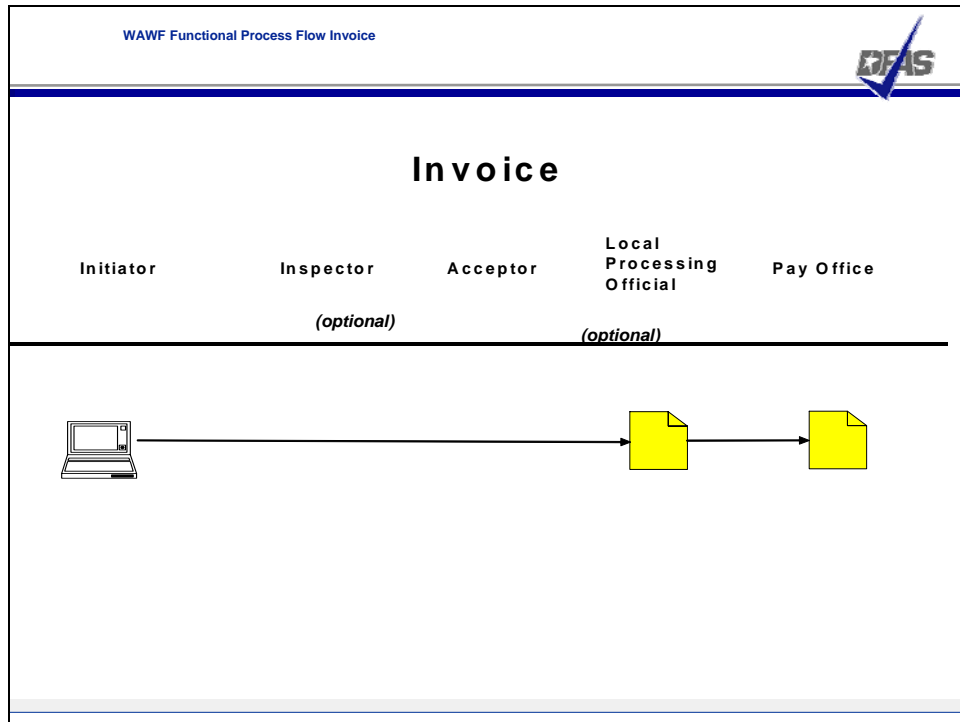 WAWF Functional Process Flow Invoice
DFAS
Invoice
Initiator
Inspector
(optional)
Acceptor
Local
Processing
Official
(optional)
Pay Office